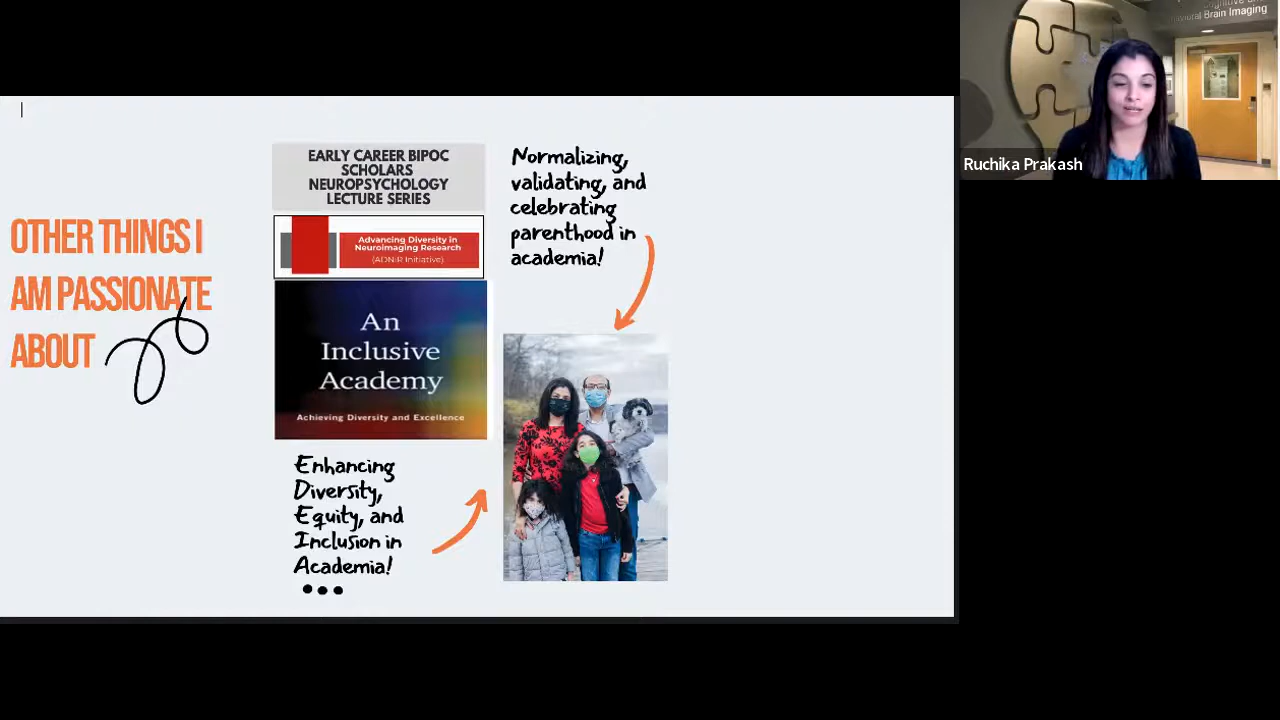 OTHER THINGS I
AM PASSIONATE
ABOUT
EARLY CAREER BIPOC
SCHOLARS
NEUROPSYCHOLOGY
LECTURE SERIES
Advancing Diversity in
Neuroimaging Research
(ADNiR Initiative)
An
Inclusive
Academy
Achieving Diversity and Excellence
Enhancing
Diversity,
Equity, and
Inclusion in
Academia!
Normalizing,
validating, and
celebrating
parenthood in
academia!
Brain Imaging
Ruchika Prakash